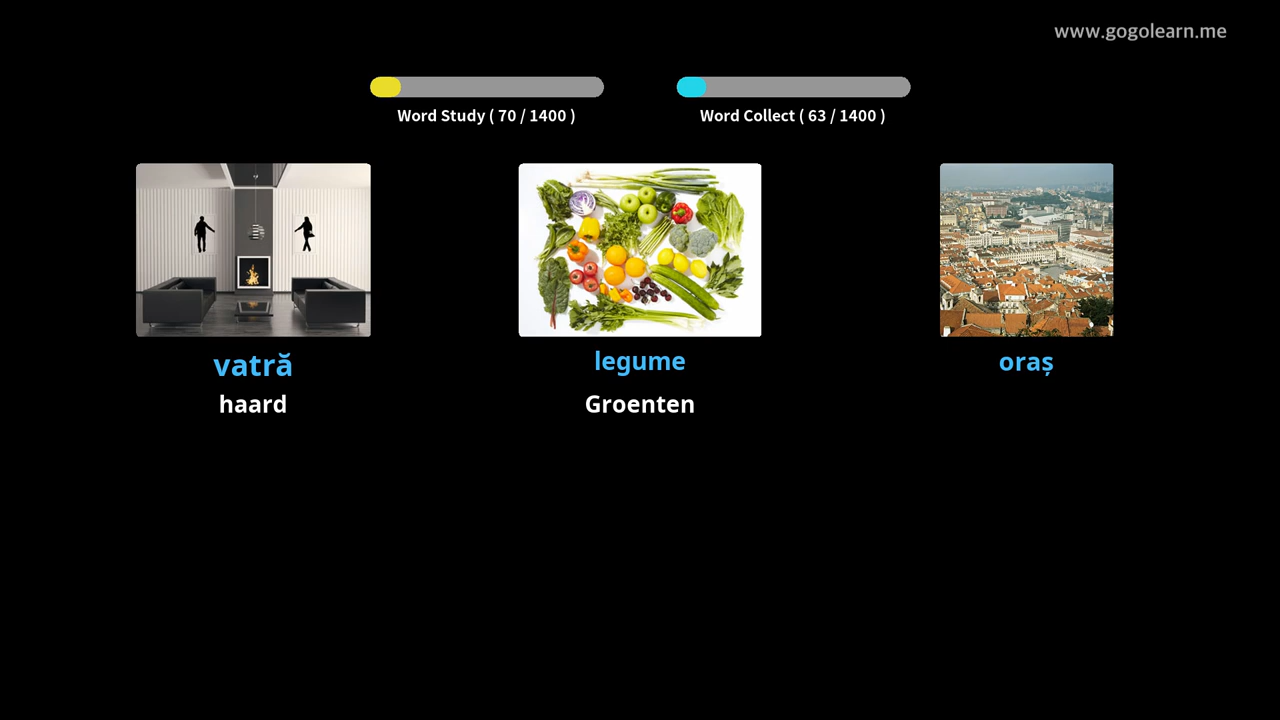 www.gogolearn.me
Word Study ( 70 / 1400 )
Word Collect ( 63 / 1400 )
vatră
legume
oraș
haard
Groenten